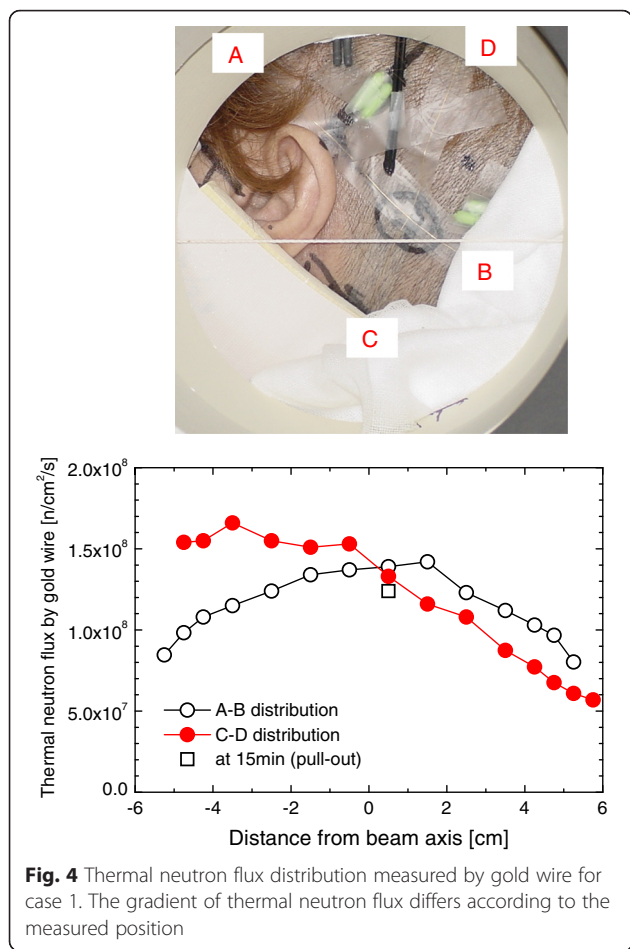 A
D
B
C
Thermal neutron flux by gold wire [n/cm²/s]
2.0x10⁸
1.5x10⁸
1.0x10⁸
5.0x10⁷
0.0
A-B distribution
C-D distribution
at 15min (pull-out)
-6 -4 -2 0 2 4 6
Distance from beam axis [cm]
Fig. 4 Thermal neutron flux distribution measured by gold wire for
case 1. The gradient of thermal neutron flux differs according to the
measured position